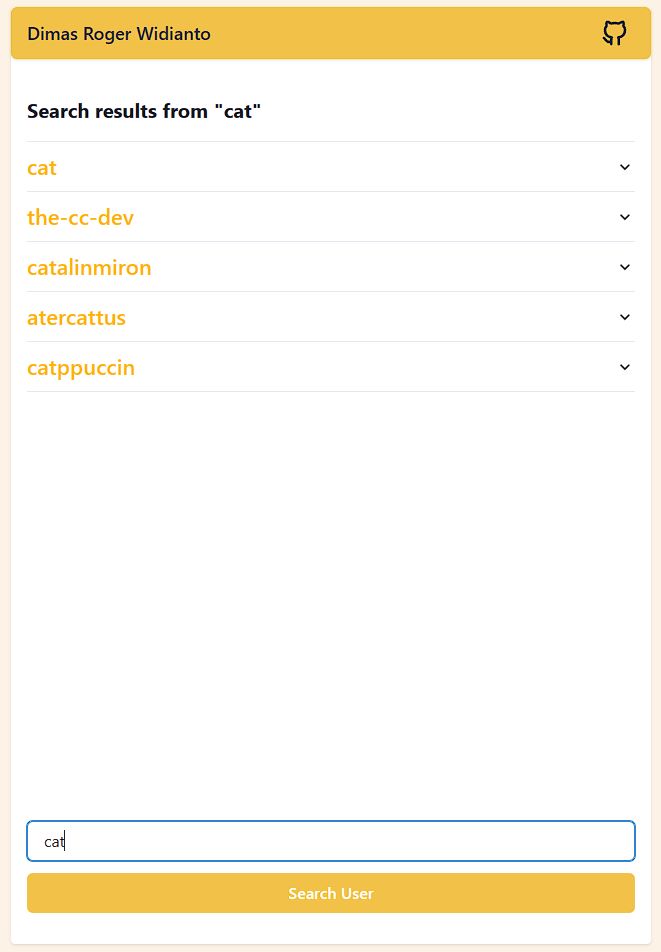 Dimas Roger Widianto
Search results from "cat"
cat
the-cc-dev
catalinmiron
atercattus
catppuccin
cat
Search User